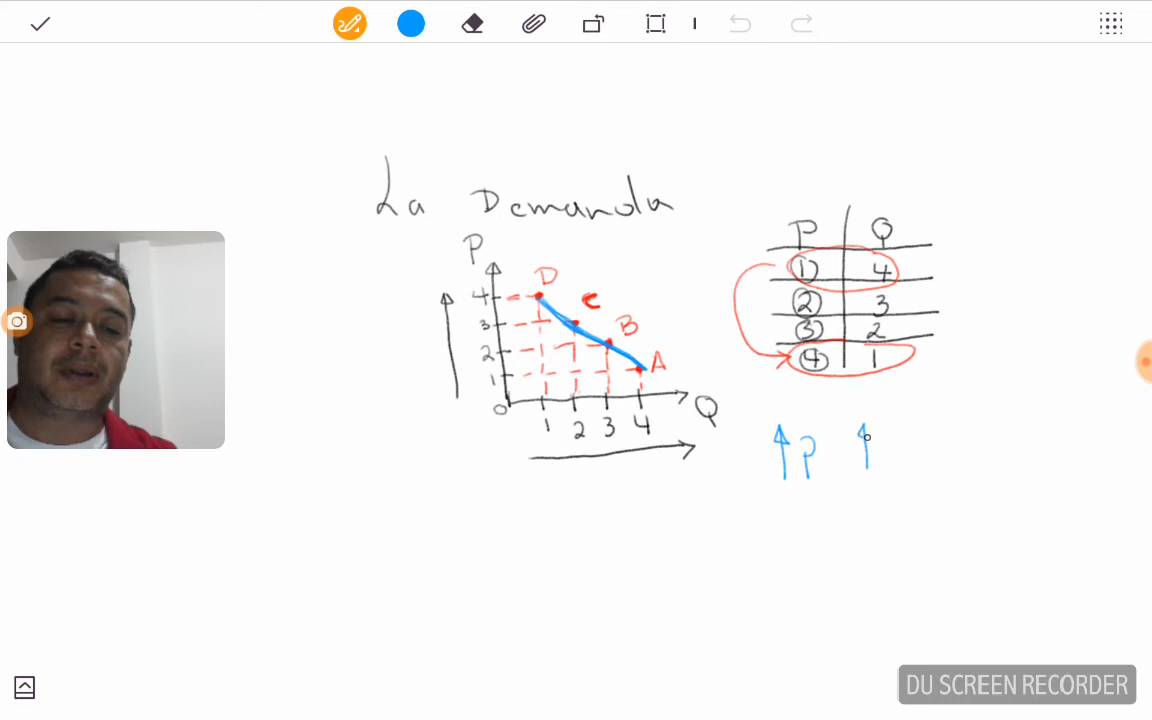 La Demanda
P
4
3
2
1
0
D
C
B
A
1 2 3 4
Q
P Q
1 4
2 3
3 2
4 1
P
DU SCREEN RECORDER